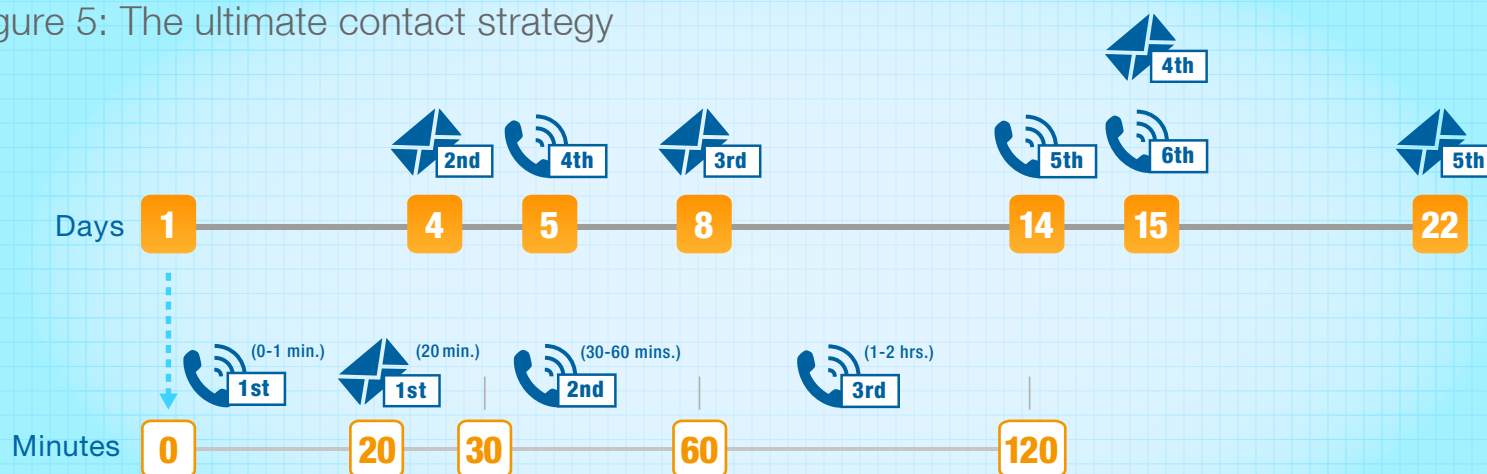 gure 5: The ultimate contact strategy
4th
2nd 4th 3rd 5th 6th 5th
Days 1 4 5 8 14 15 22
(0-1 min.) (20 min.) (30-60 mins.) (1-2 hrs.)
1st 1st 2nd 3rd
Minutes 0 20 30 60 120